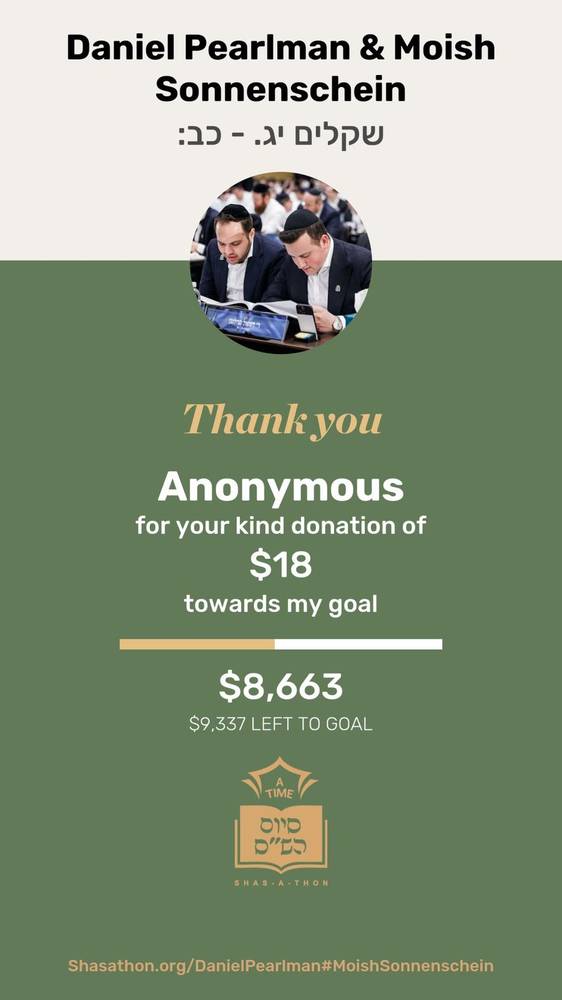 Daniel Pearlman & Moish
Sonnenschein
שקלים יג. - כב:
Thank you
Anonymous
for your kind donation of
$18
towards my goal
$8,663
$9,337 LEFT TO GOAL
A
TIME
סיום
הש״ס
SHAS-A-THON
Shasathon.org/DanielPearlman#MoishSonnenschein